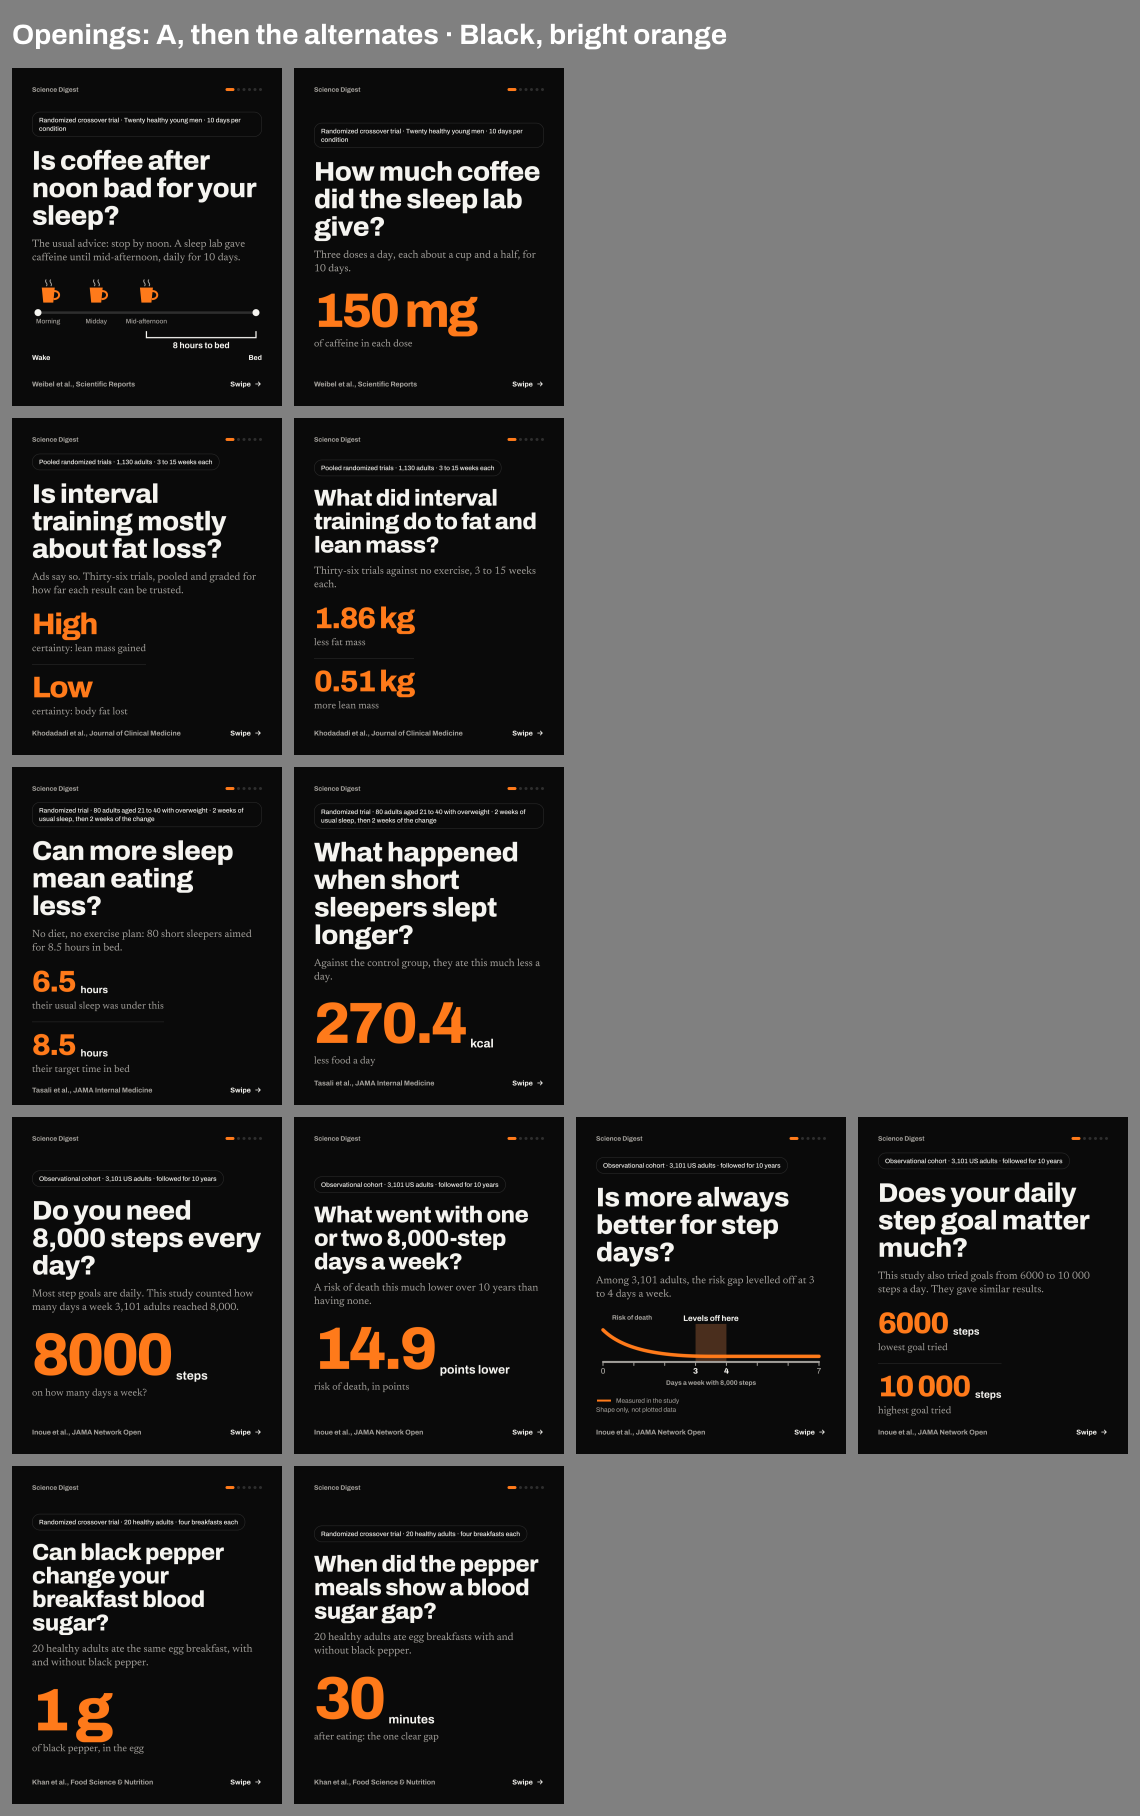 Openings: A, then the alternates · Black, bright orange
Science Digest
Randomized crossover trial · Twenty healthy young men · 10 days per
condition
Is coffee after
noon bad for your
sleep?
The usual advice: stop by noon. A sleep lab gave
caffeine until mid-afternoon, daily for 10 days.
Morning
Midday
Mid-afternoon
8 hours to bed
Wake
Bed
Weibel et al., Scientific Reports
Swipe →
Science Digest
Randomized crossover trial · Twenty healthy young men · 10 days per
condition
How much coffee
did the sleep lab
give?
Three doses a day, each about a cup and a half, for
10 days.
150 mg
of caffeine in each dose
Weibel et al., Scientific Reports
Swipe →
Science Digest
Pooled randomized trials · 1,130 adults · 3 to 15 weeks each
Is interval
training mostly
about fat loss?
Ads say so. Thirty-six trials, pooled and graded for
how far each result can be trusted.
High
certainty: lean mass gained
Low
certainty: body fat lost
Khodadadi et al., Journal of Clinical Medicine
Swipe →
Science Digest
Pooled randomized trials · 1,130 adults · 3 to 15 weeks each
What did interval
training do to fat and
lean mass?
Thirty-six trials against no exercise, 3 to 15 weeks
each.
1.86 kg
less fat mass
0.51 kg
more lean mass
Khodadadi et al., Journal of Clinical Medicine
Swipe →
Science Digest
Randomized trial · 80 adults aged 21 to 40 with overweight · 2 weeks of
usual sleep, then 2 weeks of the change
Can more sleep
mean eating
less?
No diet, no exercise plan: 80 short sleepers aimed
for 8.5 hours in bed.
6.5 hours
their usual sleep was under this
8.5 hours
their target time in bed
Tasali et al., JAMA Internal Medicine
Swipe →
Science Digest
Randomized trial · 80 adults aged 21 to 40 with overweight · 2 weeks of
usual sleep, then 2 weeks of the change
What happened
when short
sleepers slept
longer?
Against the control group, they ate this much less a
day.
270.4 kcal
less food a day
Tasali et al., JAMA Internal Medicine
Swipe →
Science Digest
Observational cohort · 3,101 US adults · followed for 10 years
Do you need
8,000 steps every
day?
Most step goals are daily. This study counted how
many days a week 3,101 adults reached 8,000.
8000 steps
on how many days a week?
Inoue et al., JAMA Network Open
Swipe →
Science Digest
Observational cohort · 3,101 US adults · followed for 10 years
What went with one
or two 8,000-step
days a week?
A risk of death this much lower over 10 years than
having none.
14.9 points lower
risk of death, in points
Inoue et al., JAMA Network Open
Swipe →
Science Digest
Observational cohort · 3,101 US adults · followed for 10 years
Is more always
better for step
days?
Among 3,101 adults, the risk gap levelled off at 3
to 4 days a week.
Risk of death
Levels off here
0 3 4 7
Days a week with 8,000 steps
Measured in the study
Shape only, not plotted data
Inoue et al., JAMA Network Open
Swipe →
Science Digest
Observational cohort · 3,101 US adults · followed for 10 years
Does your daily
step goal matter
much?
This study also tried goals from 6000 to 10 000
steps a day. They gave similar results.
6000 steps
lowest goal tried
10 000 steps
highest goal tried
Inoue et al., JAMA Network Open
Swipe →
Science Digest
Randomized crossover trial · 20 healthy adults · four breakfasts each
Can black pepper
change your
breakfast blood
sugar?
20 healthy adults ate the same egg breakfast, with
and without black pepper.
1 g
of black pepper, in the egg
Khan et al., Food Science & Nutrition
Swipe →
Science Digest
Randomized crossover trial · 20 healthy adults · four breakfasts each
When did the pepper
meals show a blood
sugar gap?
20 healthy adults ate egg breakfasts with and
without black pepper.
30 minutes
after eating: the one clear gap
Khan et al., Food Science & Nutrition
Swipe →